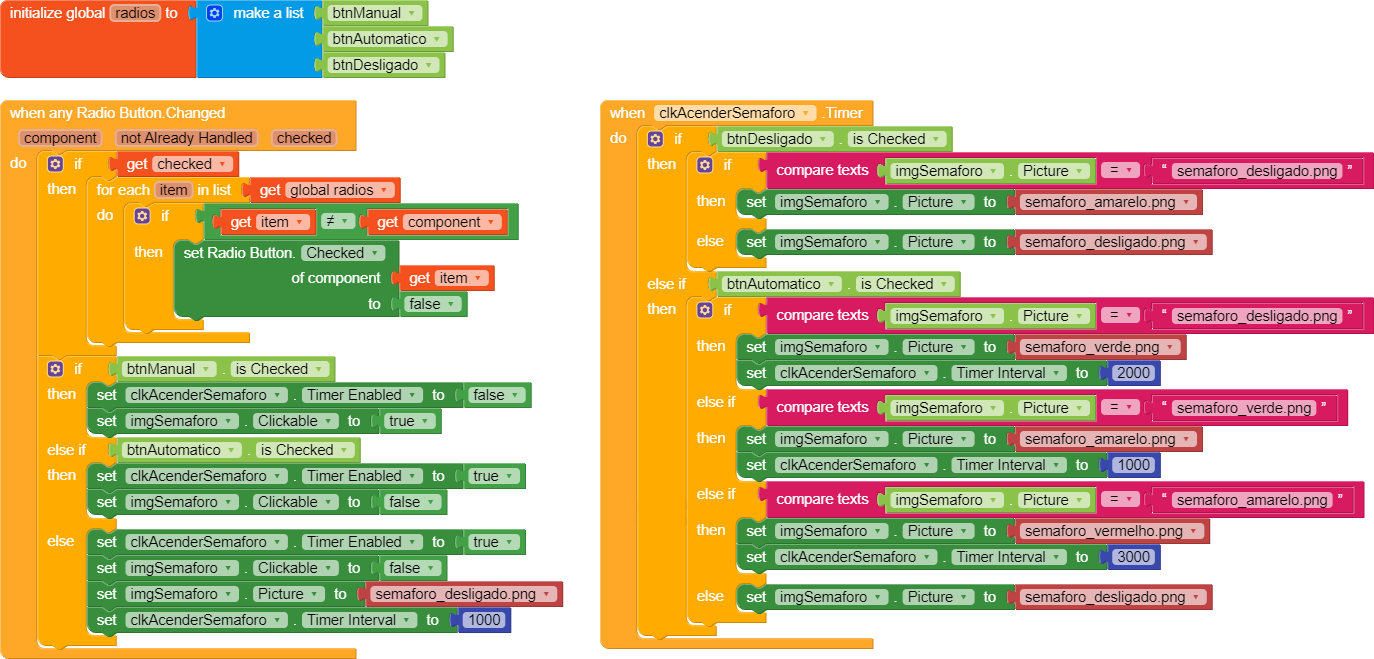 initialize global radios to make a list btnManual
btnAutomatico
btnDesligado
when any Radio Button.Changed
component not Already Handled checked
do if get checked
then for each item in list get global radios
do if get item ≠ get component
then set Radio Button. Checked
of component get item
to false
if btnManual . is Checked
then set clkAcenderSemaforo . Timer Enabled to false
set imgSemaforo . Clickable to true
else if btnAutomatico . is Checked
then set clkAcenderSemaforo . Timer Enabled to true
set imgSemaforo . Clickable to false
else set clkAcenderSemaforo . Timer Enabled to true
set imgSemaforo . Clickable to false
set imgSemaforo . Picture to semaforo_desligado.png
set clkAcenderSemaforo . Timer Interval to 1000
when clkAcenderSemaforo .Timer
do if btnDesligado . is Checked
then if compare texts imgSemaforo . Picture = “ semaforo_desligado.png ”
then set imgSemaforo . Picture to semaforo_amarelo.png
else set imgSemaforo . Picture to semaforo_desligado.png
else if btnAutomatico . is Checked
then if compare texts imgSemaforo . Picture = “ semaforo_desligado.png ”
then set imgSemaforo . Picture to semaforo_verde.png
set clkAcenderSemaforo . Timer Interval to 2000
else if compare texts imgSemaforo . Picture = “ semaforo_verde.png ”
then set imgSemaforo . Picture to semaforo_amarelo.png
set clkAcenderSemaforo . Timer Interval to 1000
else if compare texts imgSemaforo . Picture = “ semaforo_amarelo.png ”
then set imgSemaforo . Picture to semaforo_vermelho.png
set clkAcenderSemaforo . Timer Interval to 3000
else set imgSemaforo . Picture to semaforo_desligado.png